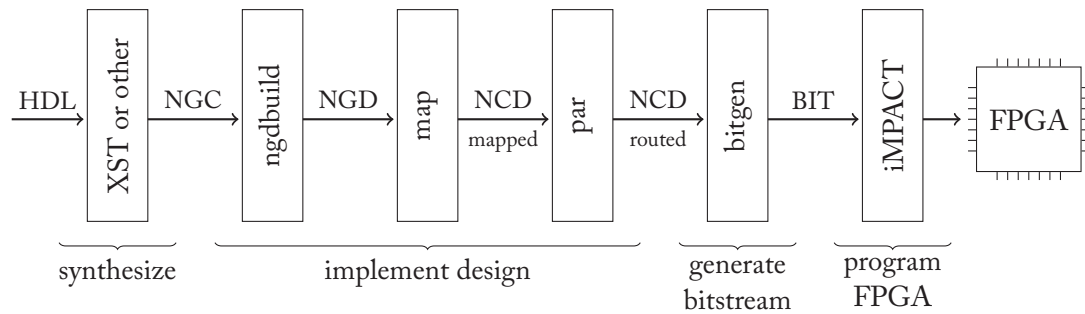 HDL
XST or other
NGC
ngdbuild
NGD
map
NCD
mapped
par
NCD
routed
bitgen
BIT
iMPACT
FPGA
synthesize
implement design
generate
bitstream
program
FPGA